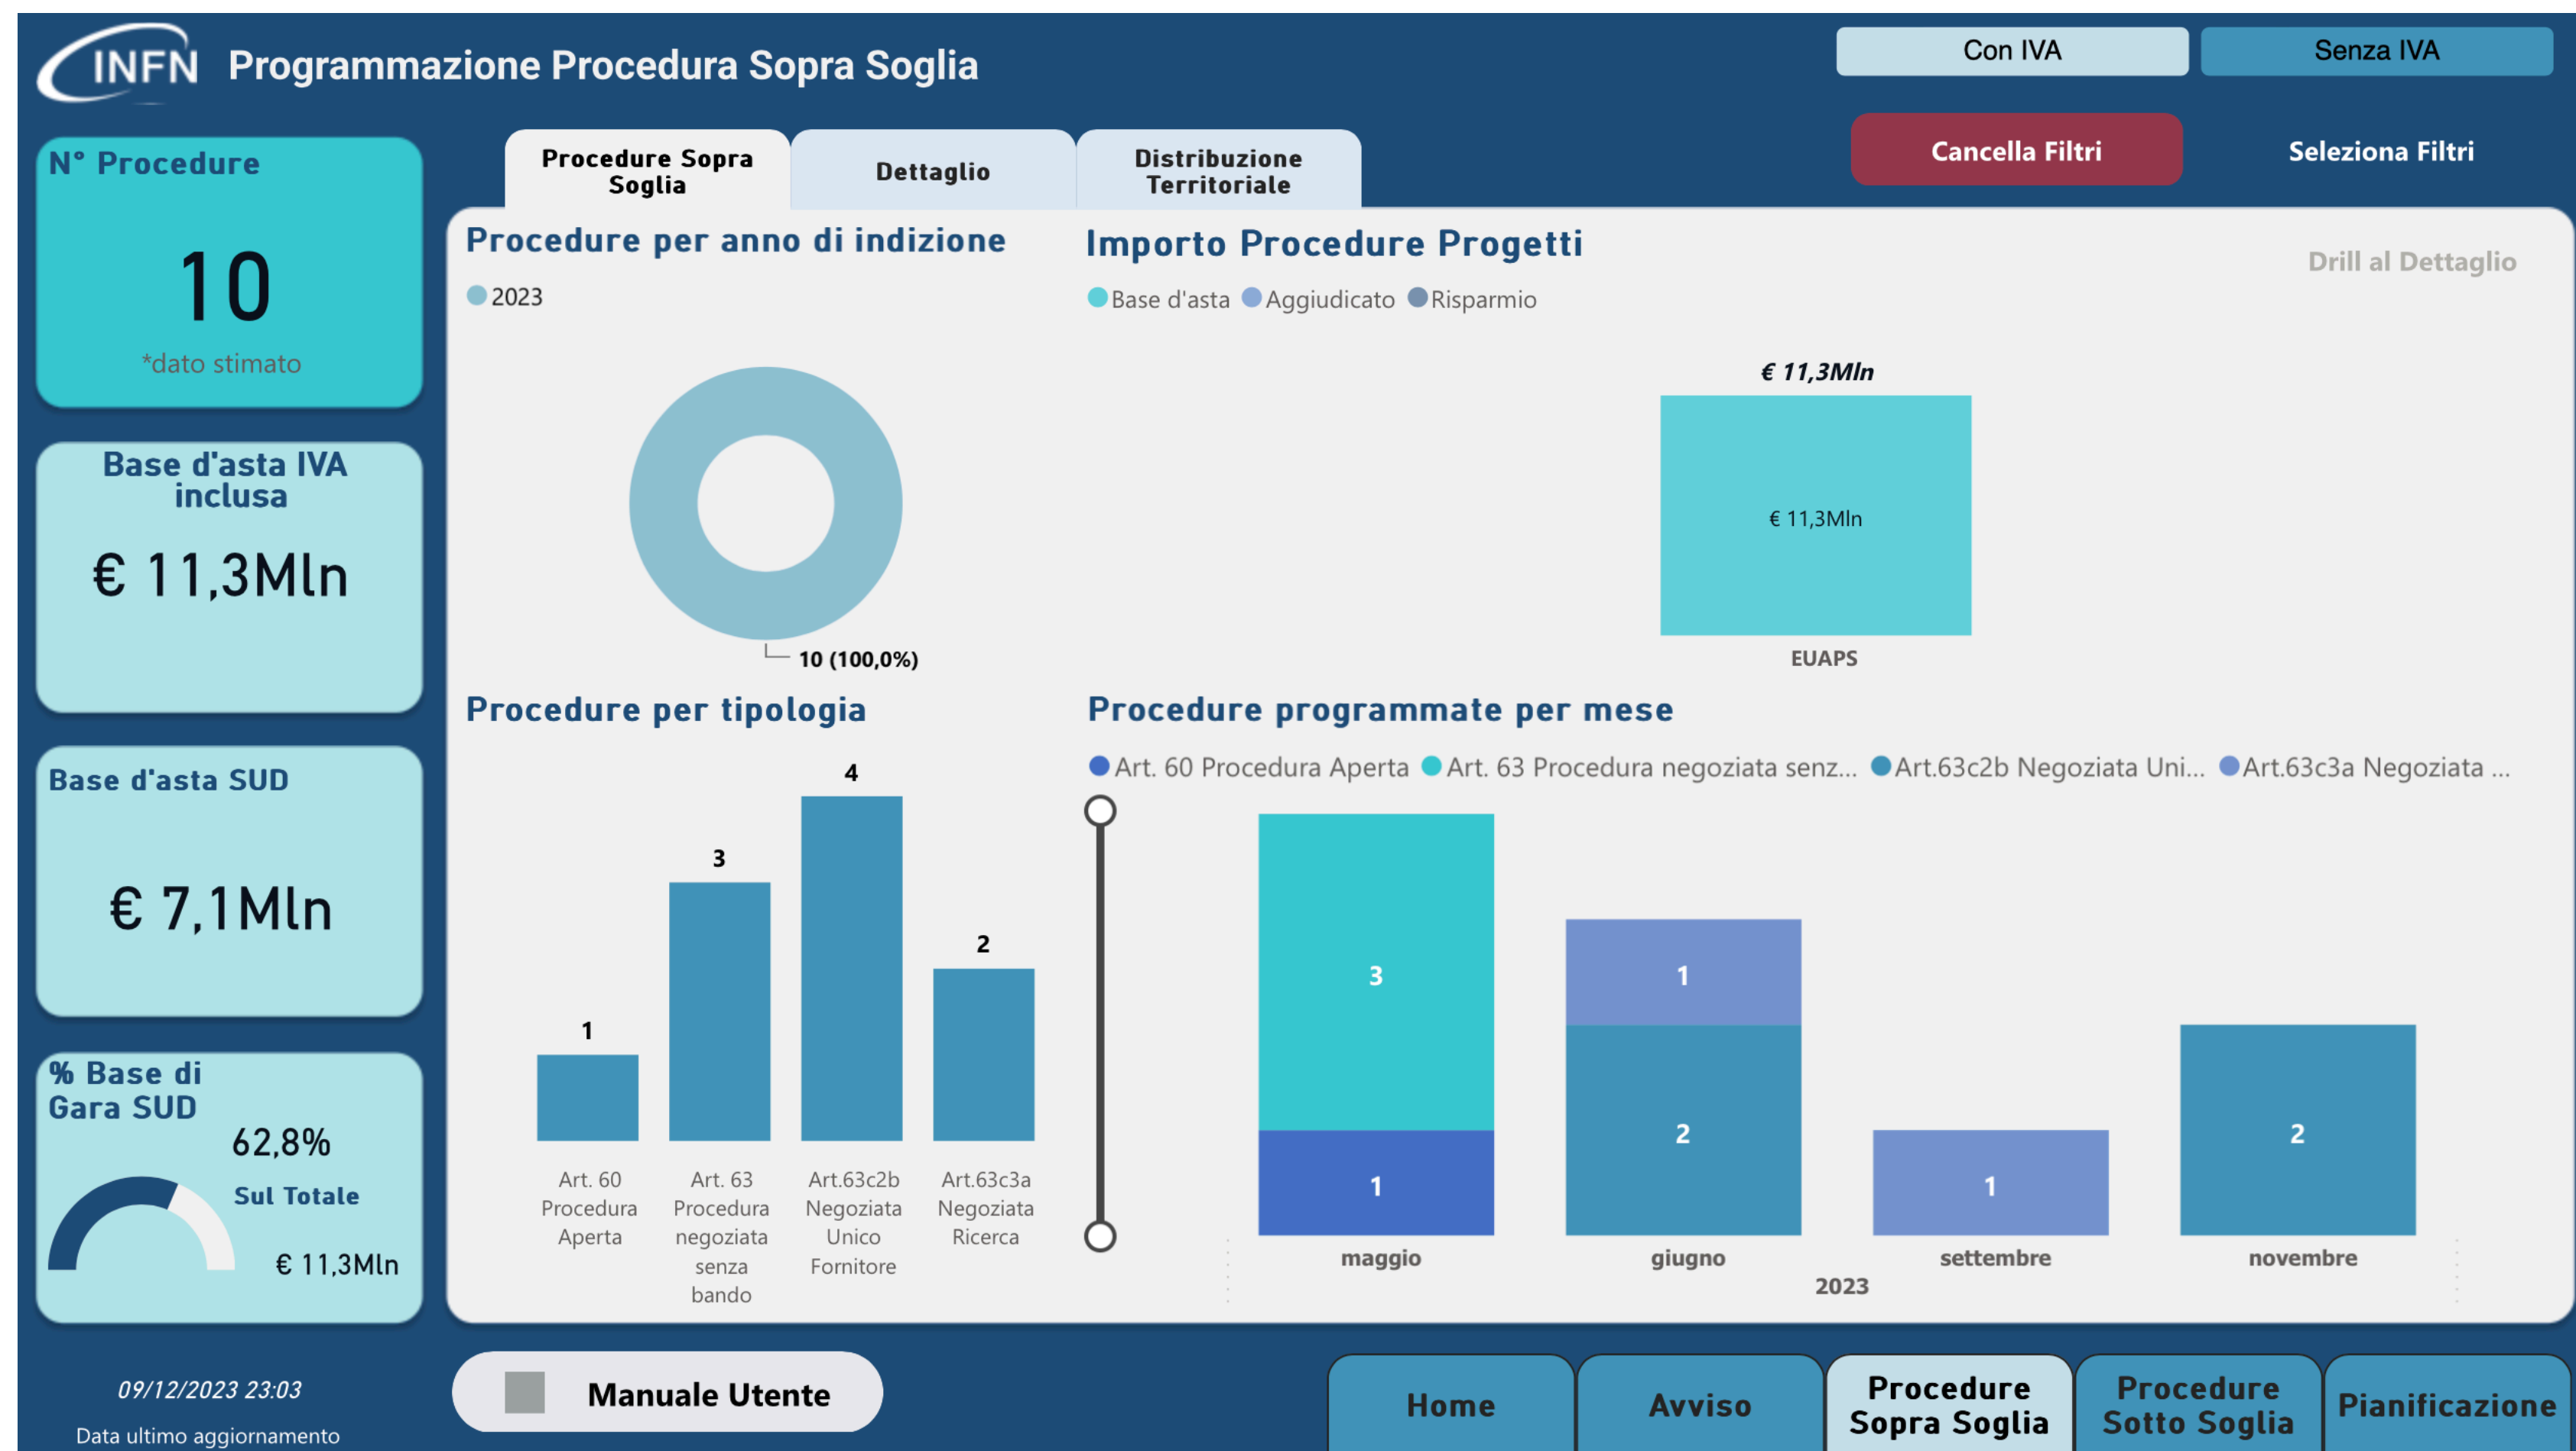 INFN
Programmazione Procedura Sopra Soglia
Con IVA
Senza IVA
Cancella Filtri
Seleziona Filtri
N° Procedure
10
*dato stimato
Base d'asta IVA
inclusa
€ 11,3Mln
Base d'asta SUD
€ 7,1Mln
% Base di
Gara SUD
62,8%
Sul Totale
€ 11,3Mln
09/12/2023 23:03
Data ultimo aggiornamento
Procedure Sopra
Soglia
Dettaglio
Distribuzione
Territoriale
Procedure per anno di indizione
2023
10 (100,0%)
Importo Procedure Progetti
Drill al Dettaglio
Base d'asta Aggiudicato Risparmio
€ 11,3Mln
€ 11,3Mln
EUAPS
Procedure per tipologia
1
3
4
2
Art. 60
Procedura
Aperta
Art. 63
Procedura
negoziata
senza
bando
Art.63c2b
Negoziata
Unico
Fornitore
Art.63c3a
Negoziata
Ricerca
Procedure programmate per mese
Art. 60 Procedura Aperta Art. 63 Procedura negoziata senz... Art.63c2b Negoziata Uni... Art.63c3a Negoziata ...
3
1
1
2
1
2
maggio
giugno
settembre
novembre
2023
Manuale Utente
Home
Avviso
Procedure
Sopra Soglia
Procedure
Sotto Soglia
Pianificazione